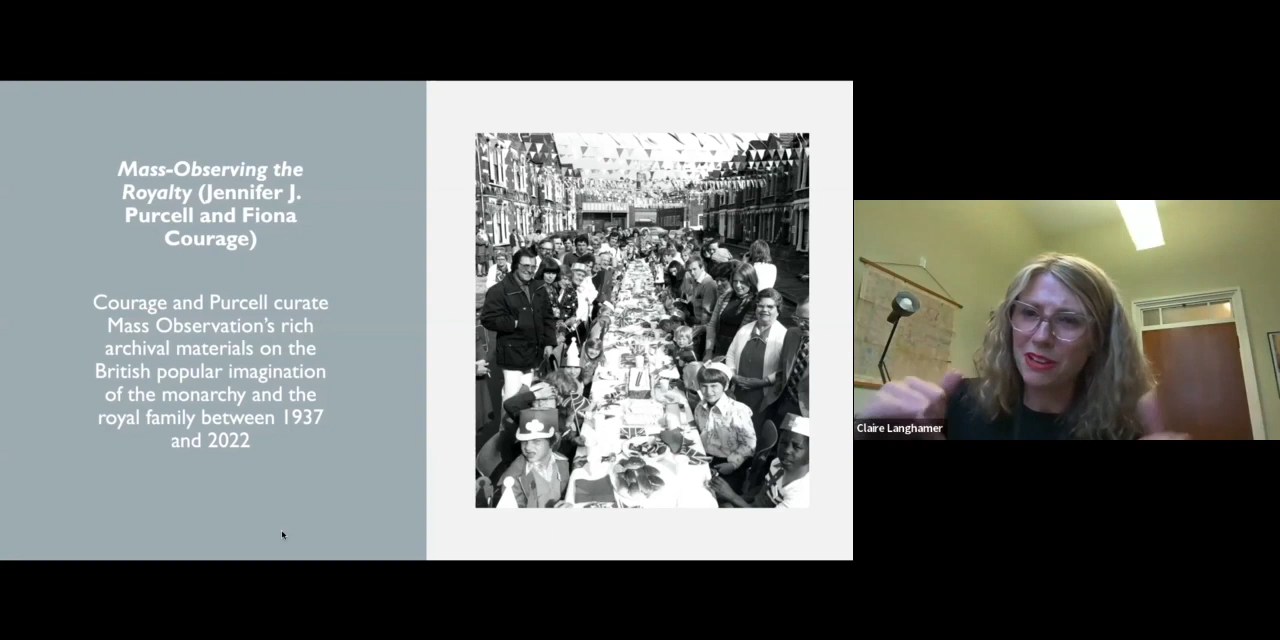 Mass-Observing the
Royalty (Jennifer J.
Purcell and Fiona
Courage)
Courage and Purcell curate
Mass Observation's rich
archival materials on the
British popular imagination
of the monarchy and the
royal family between 1937
and 2022
Claire Langhamer